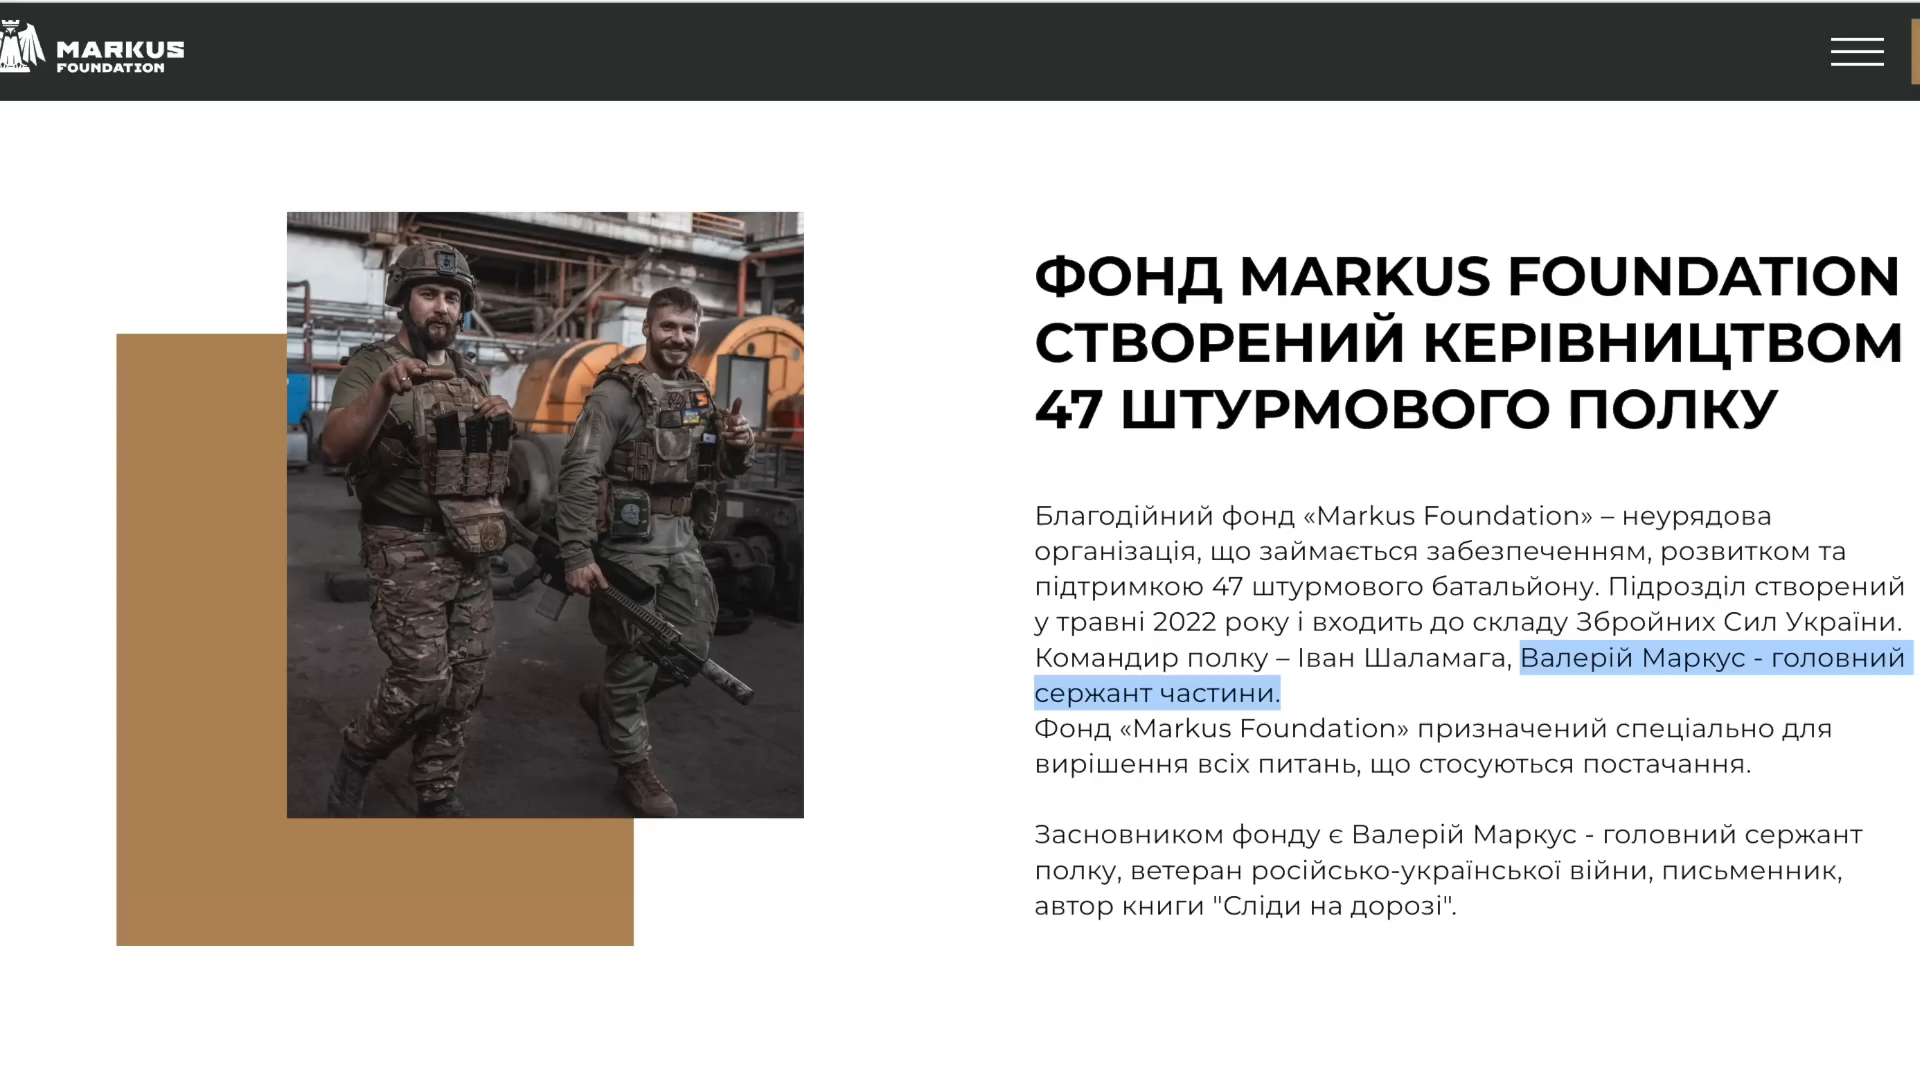 MARKUS
FOUNDATION
ФОНД MARKUS FOUNDATION
СТВОРЕНИЙ КЕРІВНИЦТВОМ
47 ШТУРМОВОГО ПОЛКУ
Благодійний фонд «Markus Foundation» – неурядова
організація, що займається забезпеченням, розвитком та
підтримкою 47 штурмового батальйону. Підрозділ створений
у травні 2022 року і входить до складу Збройних Сил України.
Командир полку – Іван Шаламага, Валерій Маркус - головний
сержант частини.
Фонд «Markus Foundation» призначений спеціально для
вирішення всіх питань, що стосуються постачання.
Засновником фонду є Валерій Маркус - головний сержант
полку, ветеран російсько-української війни, письменник,
автор книги "Сліди на дорозі".